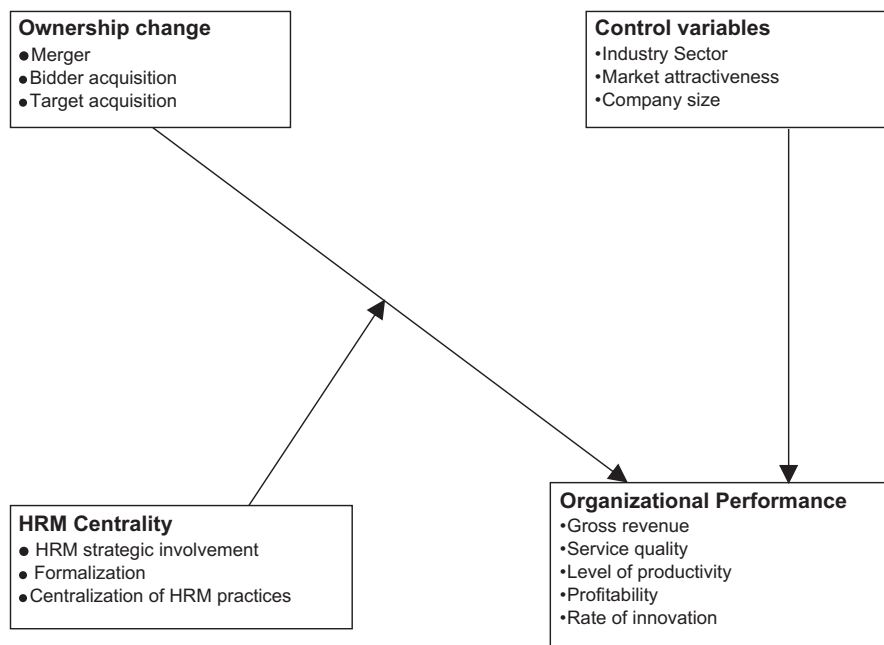 Ownership change
● Merger
● Bidder acquisition
● Target acquisition
Control variables
•Industry Sector
•Market attractiveness
•Company size
HRM Centrality
● HRM strategic involvement
● Formalization
● Centralization of HRM practices
Organizational Performance
•Gross revenue
•Service quality
•Level of productivity
•Profitability
•Rate of innovation